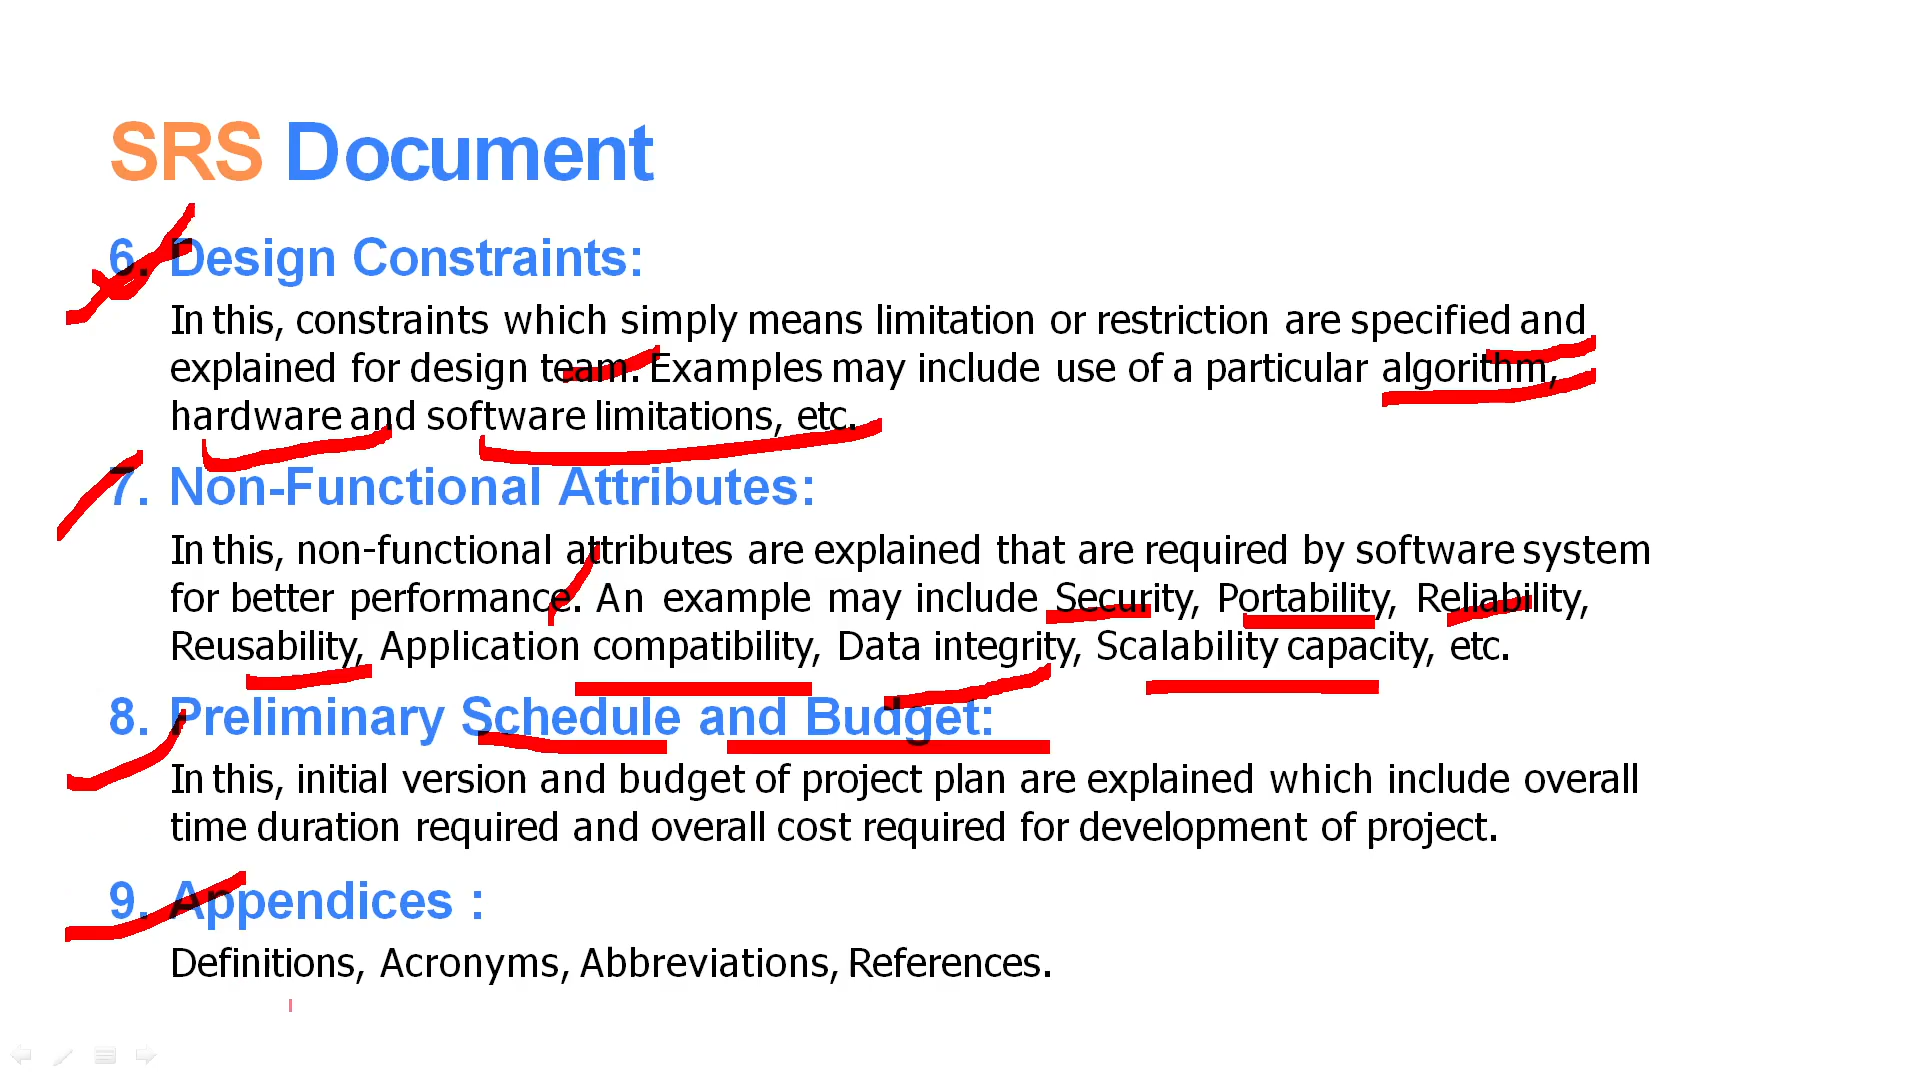 SRS Document
6. Design Constraints:
In this, constraints which simply means limitation or restriction are specified and
explained for design team. Examples may include use of a particular algorithm,
hardware and software limitations, etc.
7. Non-Functional Attributes:
In this, non-functional attributes are explained that are required by software system
for better performance. An example may include Security, Portability, Reliability,
Reusability, Application compatibility, Data integrity, Scalability capacity, etc.
8. Preliminary Schedule and Budget:
In this, initial version and budget of project plan are explained which include overall
time duration required and overall cost required for development of project.
9. Appendices :
Definitions, Acronyms, Abbreviations, References.